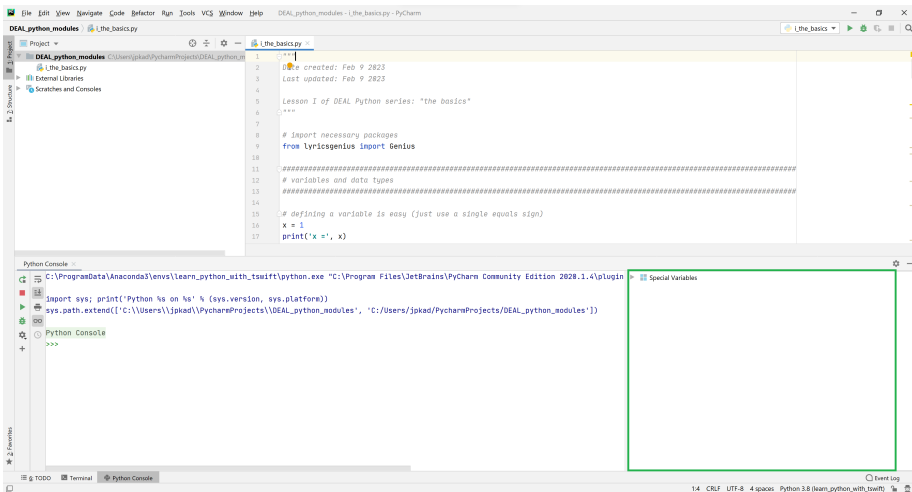 File Edit View Navigate Code Refactor Run Tools VCS Window Help DEAL_python_modules - i_the_basics.py - PyCharm
DEAL_python_modules i_the_basics.py
i_the_basics
Project
i_the_basics.py
1: Project
DEAL_python_modules C:\Users\jpkad\PycharmProjects\DEAL_python_m
i_the_basics.py
External Libraries
Scratches and Consoles
Z: Structure
1 """
2 Date created: Feb 9 2023
3 Last updated: Feb 9 2023
4
5 Lesson I of DEAL Python series: "the basics"
6 """
7
8 # import necessary packages
9 from lyricsgenius import Genius
10
11 ########################################################################################################################
12 # variables and data types
13 ########################################################################################################################
14
15 # defining a variable is easy (just use a single equals sign)
16 x = 1
17 print('x =', x)
Python Console
C:\ProgramData\Anaconda3\envs\learn_python_with_tswift\python.exe "C:\Program Files\JetBrains\PyCharm Community Edition 2020.1.4\plugin
import sys; print('Python %s on %s' % (sys.version, sys.platform))
sys.path.extend(['C:\\Users\\jpkad\\PycharmProjects\\DEAL_python_modules', 'C:/Users/jpkad/PycharmProjects/DEAL_python_modules'])
Python Console
>>>
Special Variables
2: Favorites
6: TODO Terminal Python Console
Event Log
1:4 CRLF UTF-8 4 spaces Python 3.8 (learn_python_with_tswift)